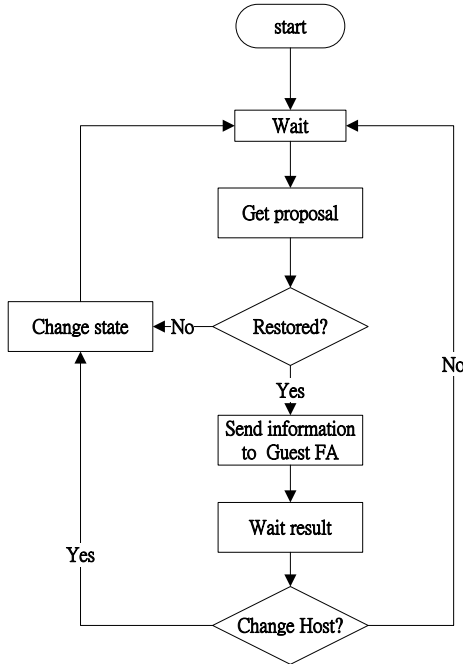 start
Wait
Get proposal
Restored?
No
Change state
No
Yes
Send information
to Guest FA
Wait result
Yes
Change Host?